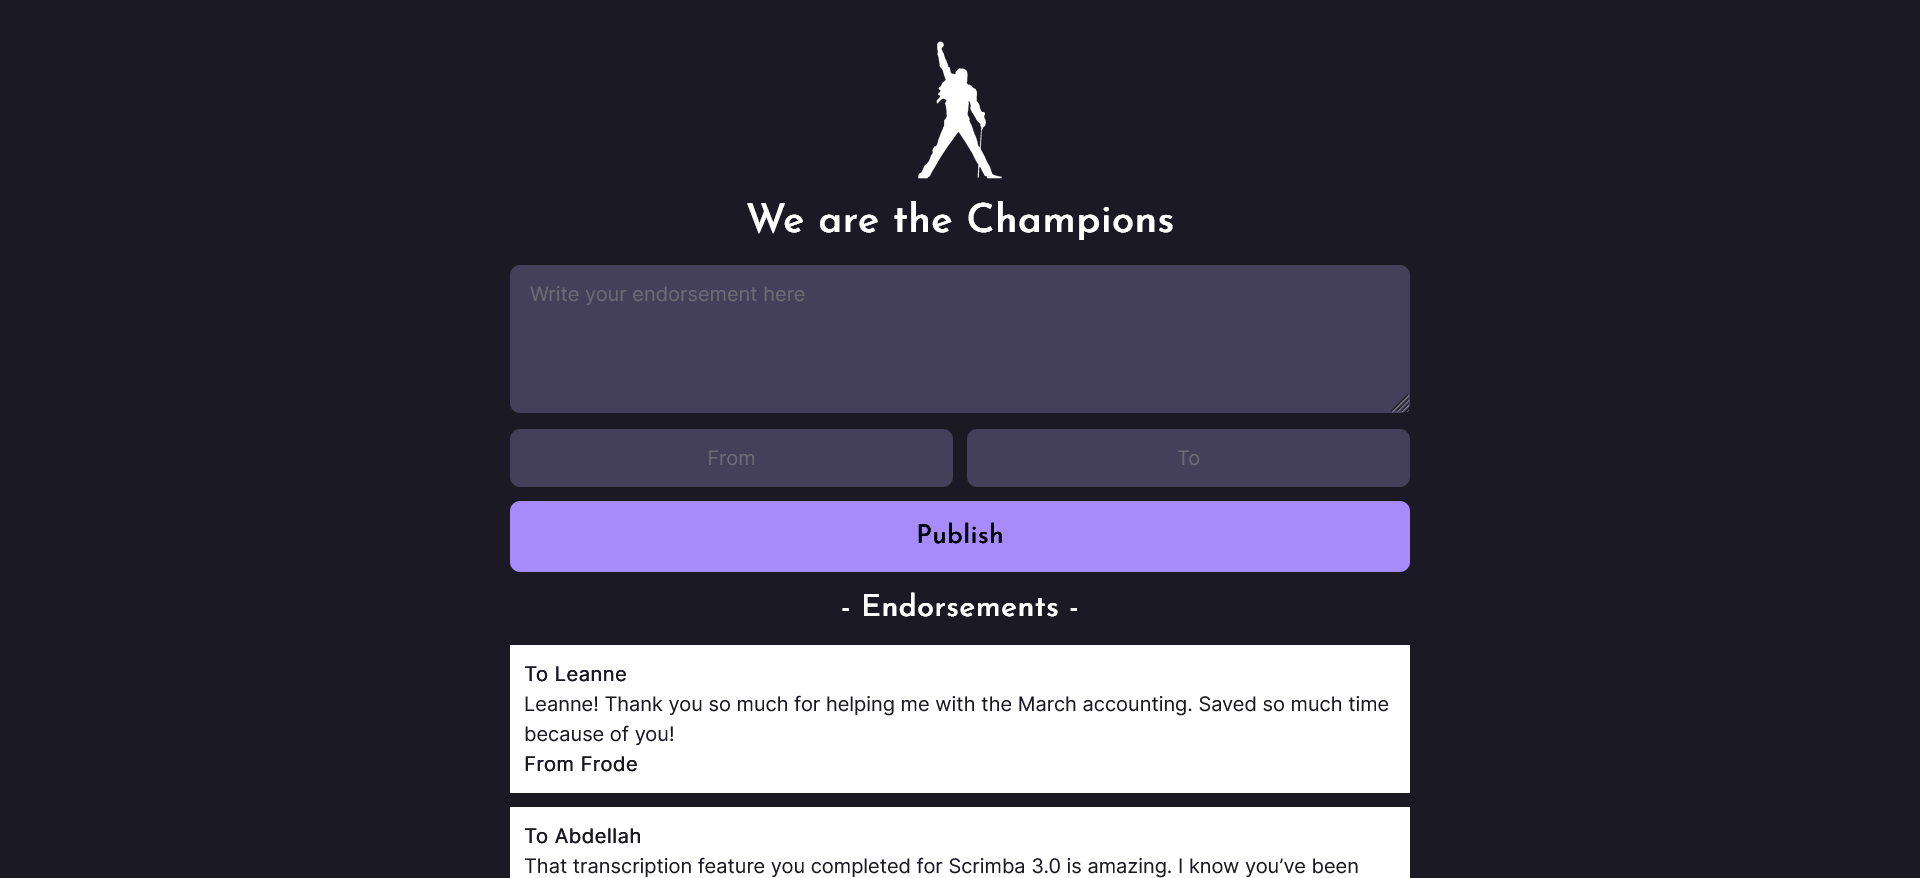 We are the Champions
Write your endorsement here
From
To
Publish
- Endorsements -
To Leanne
Leanne! Thank you so much for helping me with the March accounting. Saved so much time
because of you!
From Frode
To Abdellah
That transcription feature you completed for Scrimba 3.0 is amazing. I know you’ve been